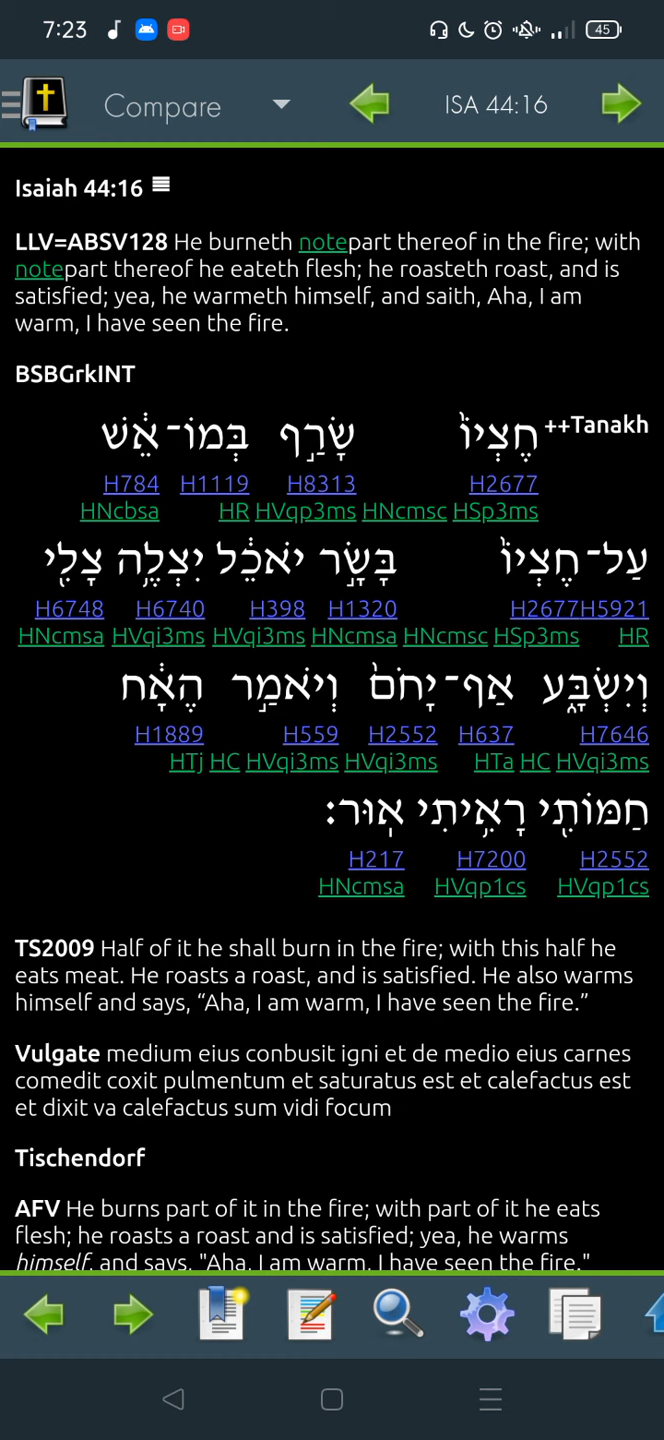 7:23
45
Compare
ISA 44:16
Isaiah 44:16
LLV=ABSV128 He burneth notepart thereof in the fire; with
notepart thereof he eateth flesh; he roasteth roast, and is
satisfied; yea, he warmeth himself, and saith, Aha, I am
warm, I have seen the fire.
BSBGrkINT
++Tanakh חֶצְיוֹ֙ שָׂרַ֣ף בְּמוֹ־אֵ֔שׁ
H784 H1119 H8313 H2677
HNcbsa HR HVqp3ms HNcmsc HSp3ms
עַל־חֶצְיוֹ֙ בָּשָׂ֣ר יֹאכֵ֔ל יִצְלֶ֥ה צָלִ֖י
H6748 H6740 H398 H1320 H2677H5921
HNcmsa HVqi3ms HVqi3ms HNcmsa HNcmsc HSp3ms HR
וְיִשְׂבָּ֑ע אַף־יָחֹם֙ וְיֹאמַ֣ר הֶאָ֔ח
H1889 H559 H2552 H637 H7646
HTj HC HVqi3ms HVqi3ms HTa HC HVqi3ms
חַמּוֹתִ֖י רָאִ֥יתִי אֽוּר׃
H217 H7200 H2552
HNcmsa HVqp1cs HVqp1cs
TS2009 Half of it he shall burn in the fire; with this half he
eats meat. He roasts a roast, and is satisfied. He also warms
himself and says, “Aha, I am warm, I have seen the fire.”
Vulgate medium eius conbusit igni et de medio eius carnes
comedit coxit pulmentum et saturatus est et calefactus est
et dixit va calefactus sum vidi focum
Tischendorf
AFV He burns part of it in the fire; with part of it he eats
flesh; he roasts a roast and is satisfied; yea, he warms
himself, and says, "Aha, I am warm, I have seen the fire."